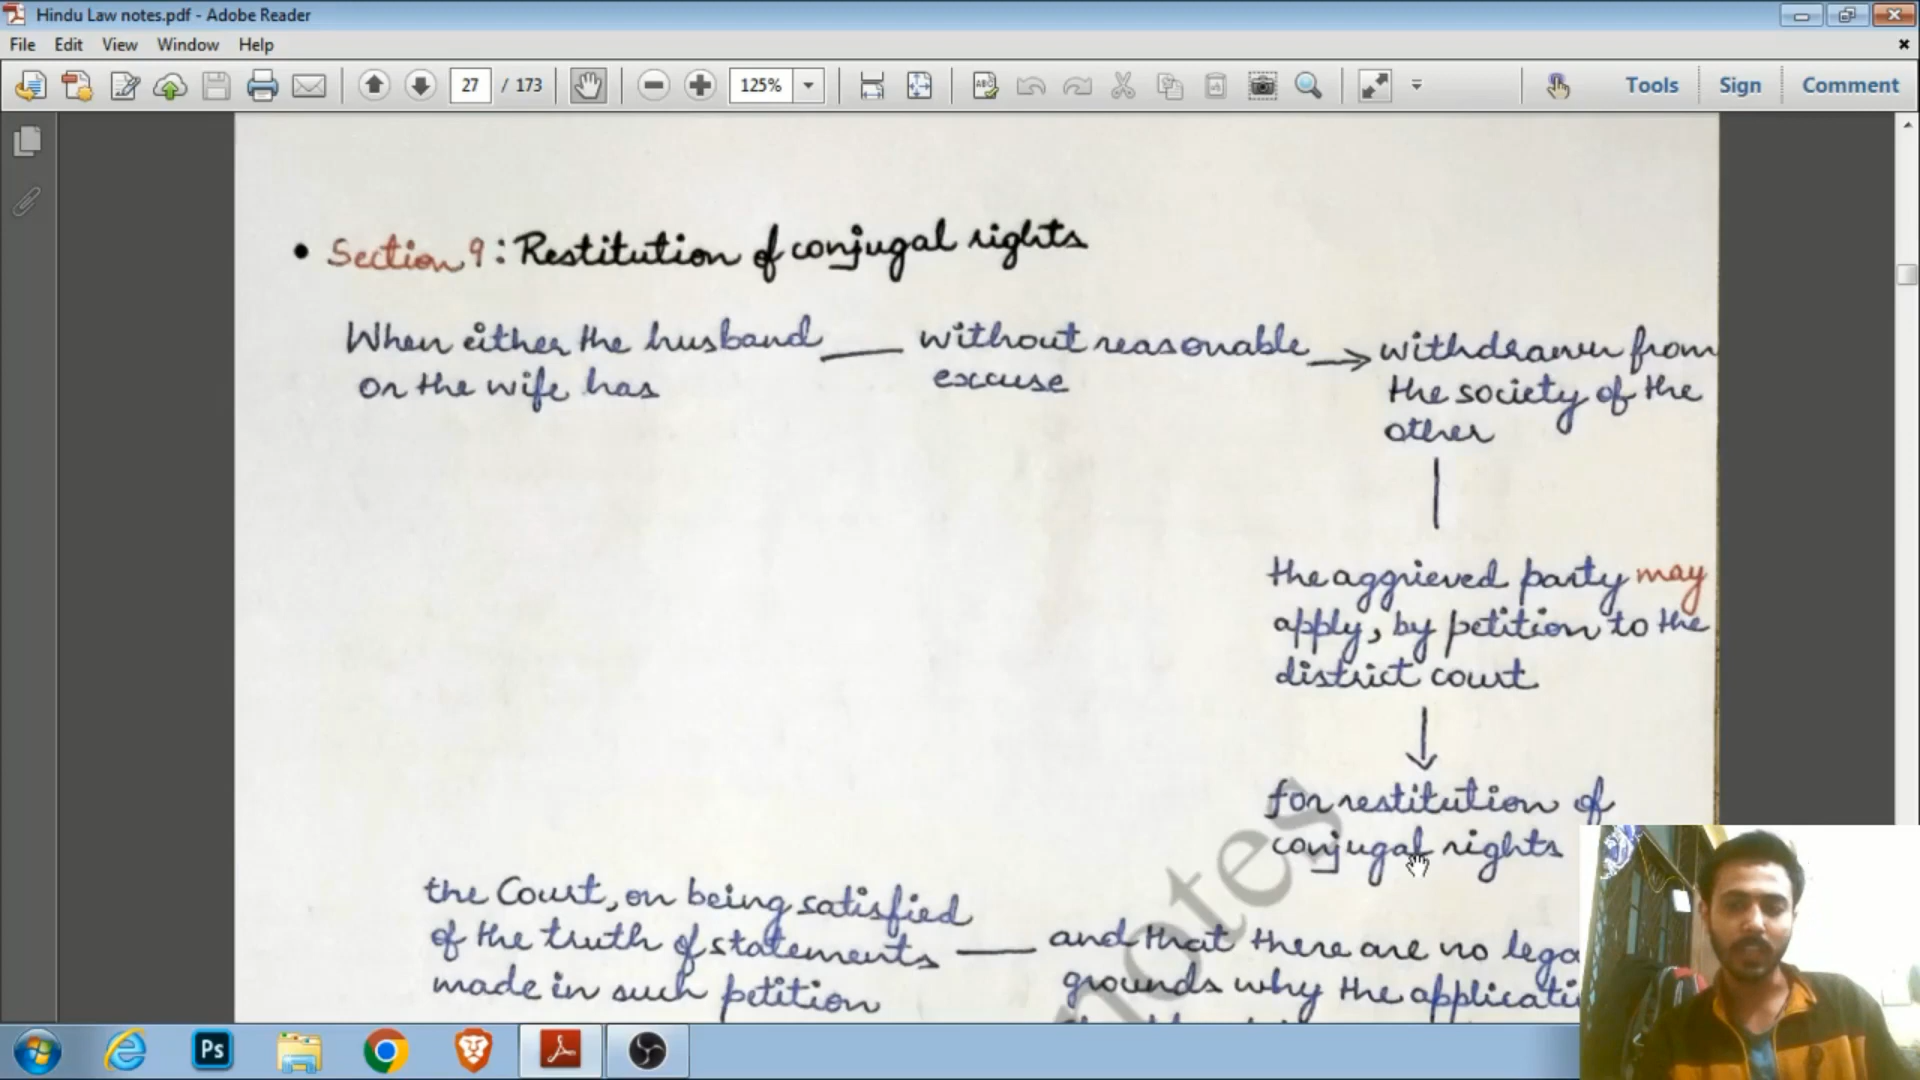 Hindu Law notes.pdf - Adobe Reader
File Edit View Window Help
27 / 173 125% Tools Sign Comment
• Section 9: Restitution of conjugal rights
When either the husband — without reasonable → withdrawn from
or the wife has excuse the society of the
other
the aggrieved party may
apply, by petition to the
district court.
for restitution of
conjugal rights
the Court, on being satisfied
of the truth of statements — and that there are no lega
made in such petition grounds why the applicati
notes
Ps